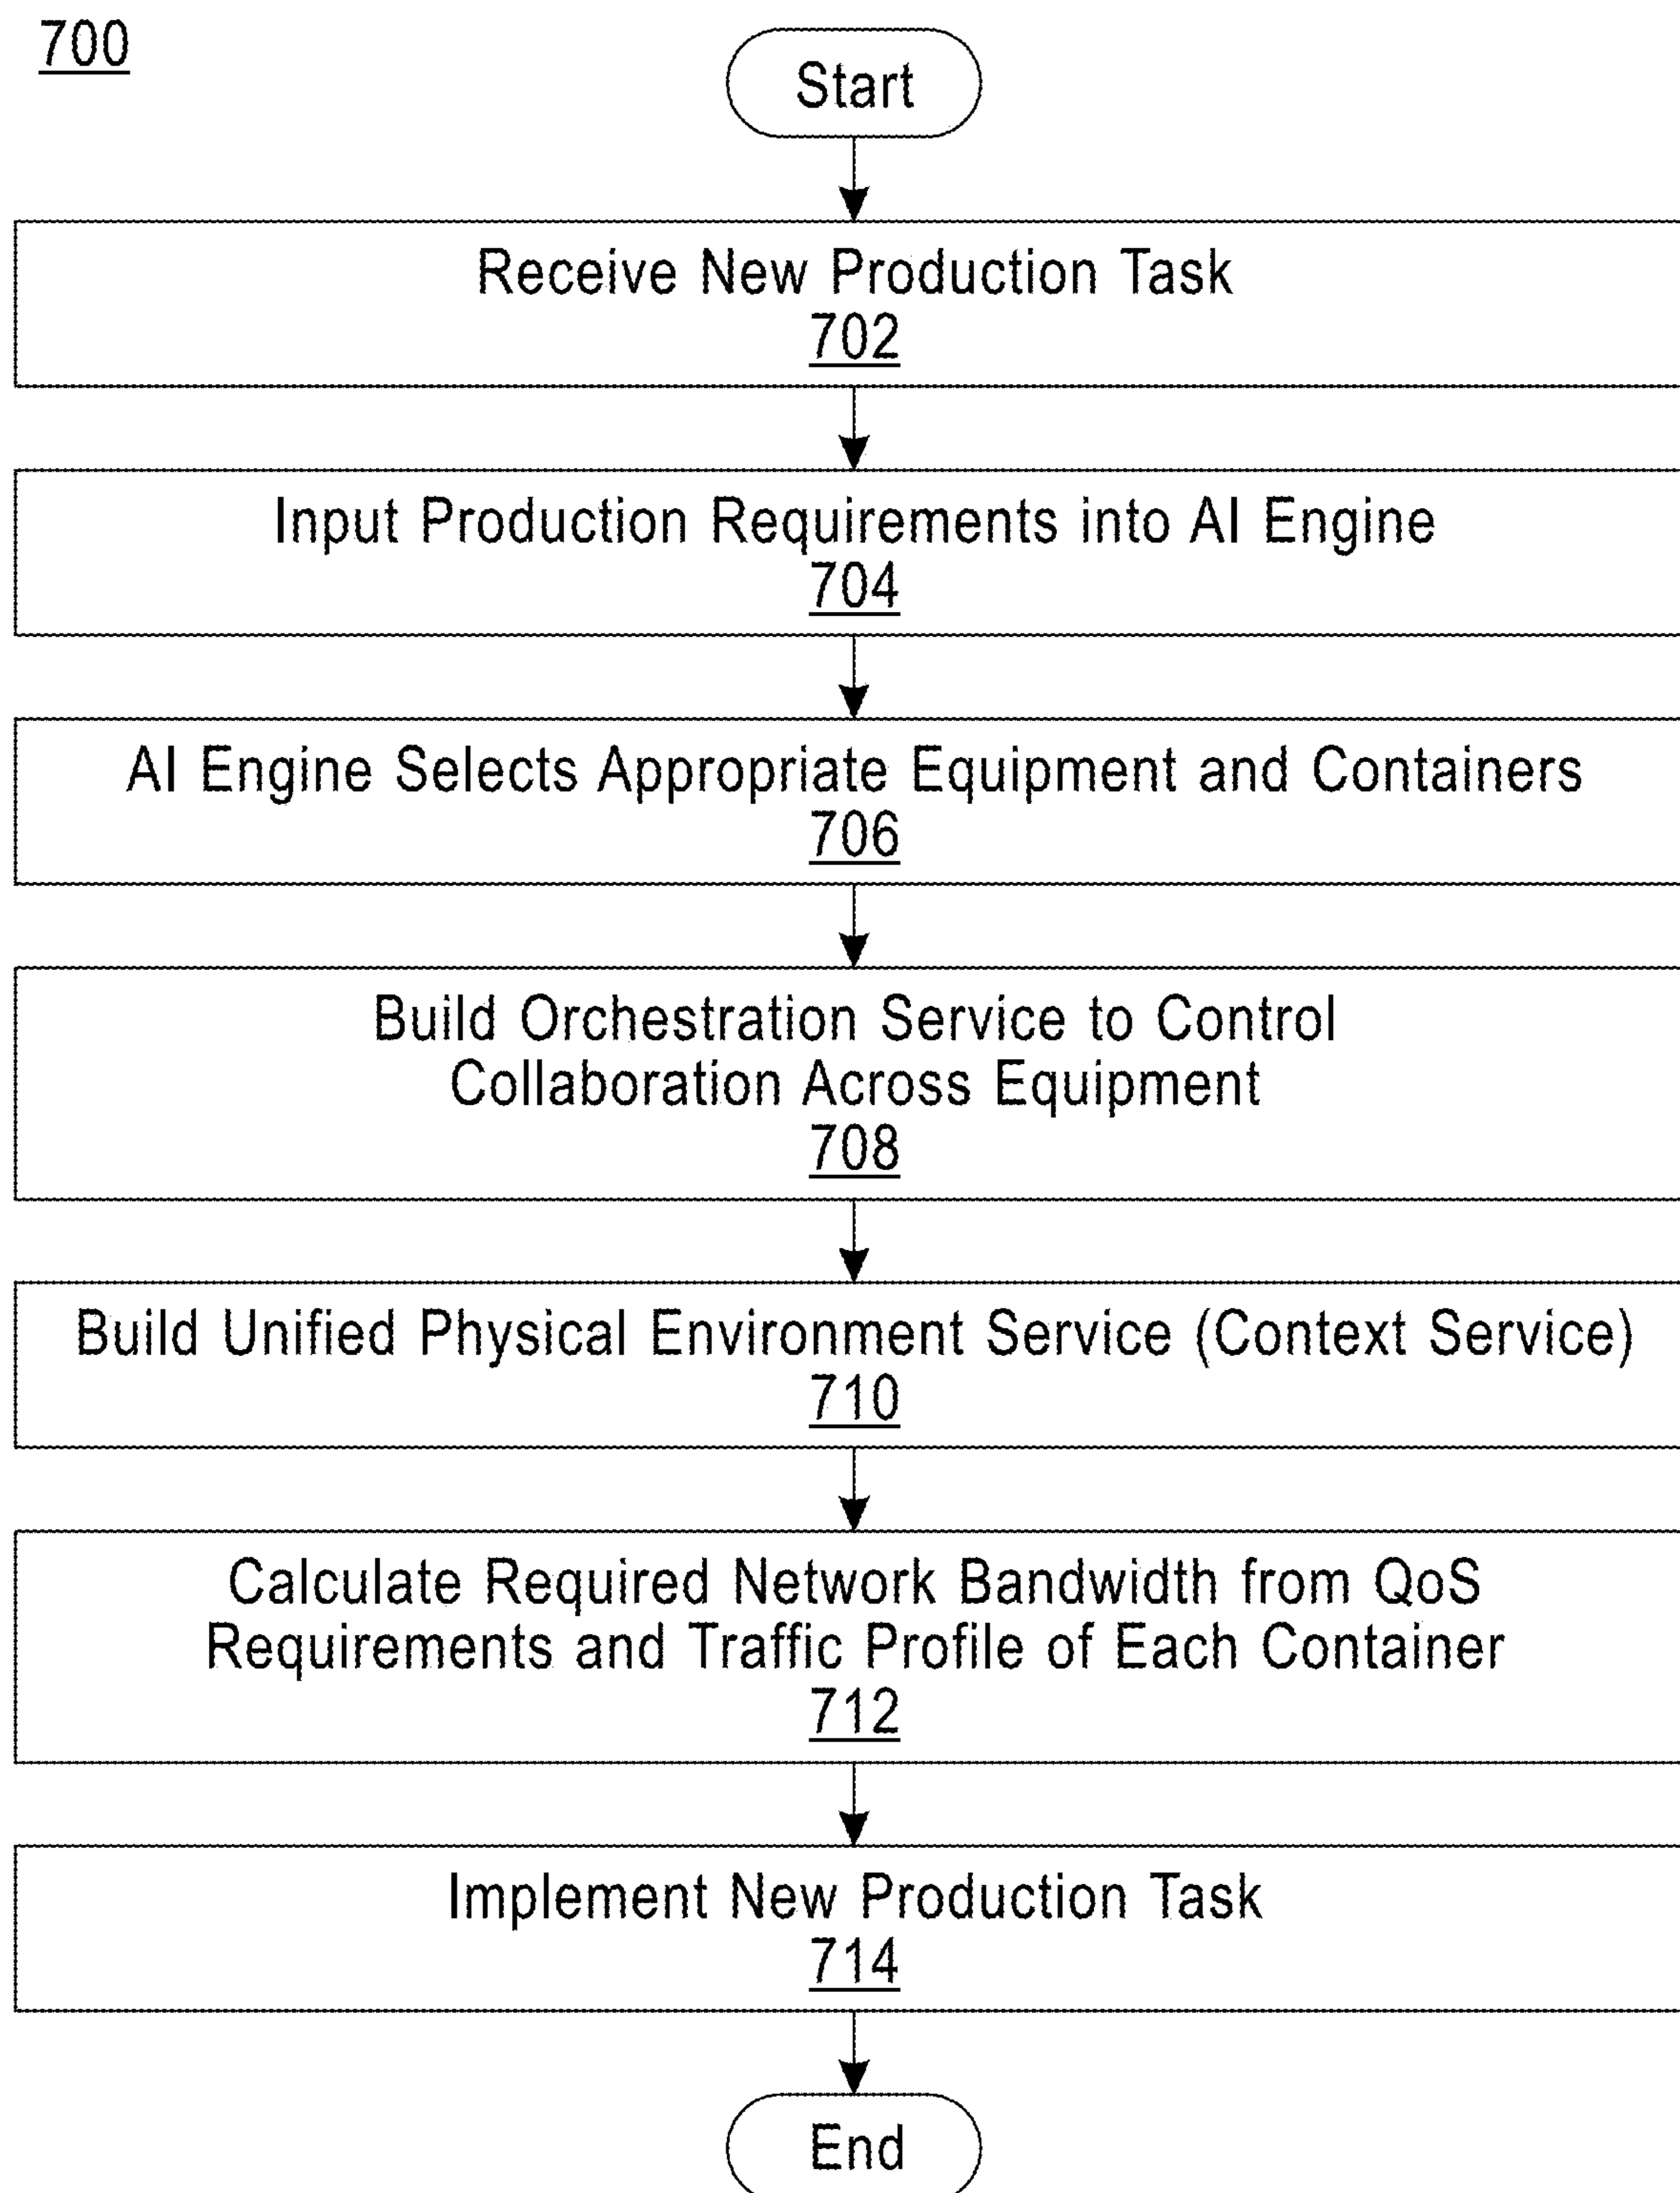 700
Start
Receive New Production Task
702
Input Production Requirements into AI Engine
704
AI Engine Selects Appropriate Equipment and Containers
706
Build Orchestration Service to Control
Collaboration Across Equipment
708
Build Unified Physical Environment Service (Context Service)
710
Calculate Required Network Bandwidth from QoS
Requirements and Traffic Profile of Each Container
712
Implement New Production Task
714
End